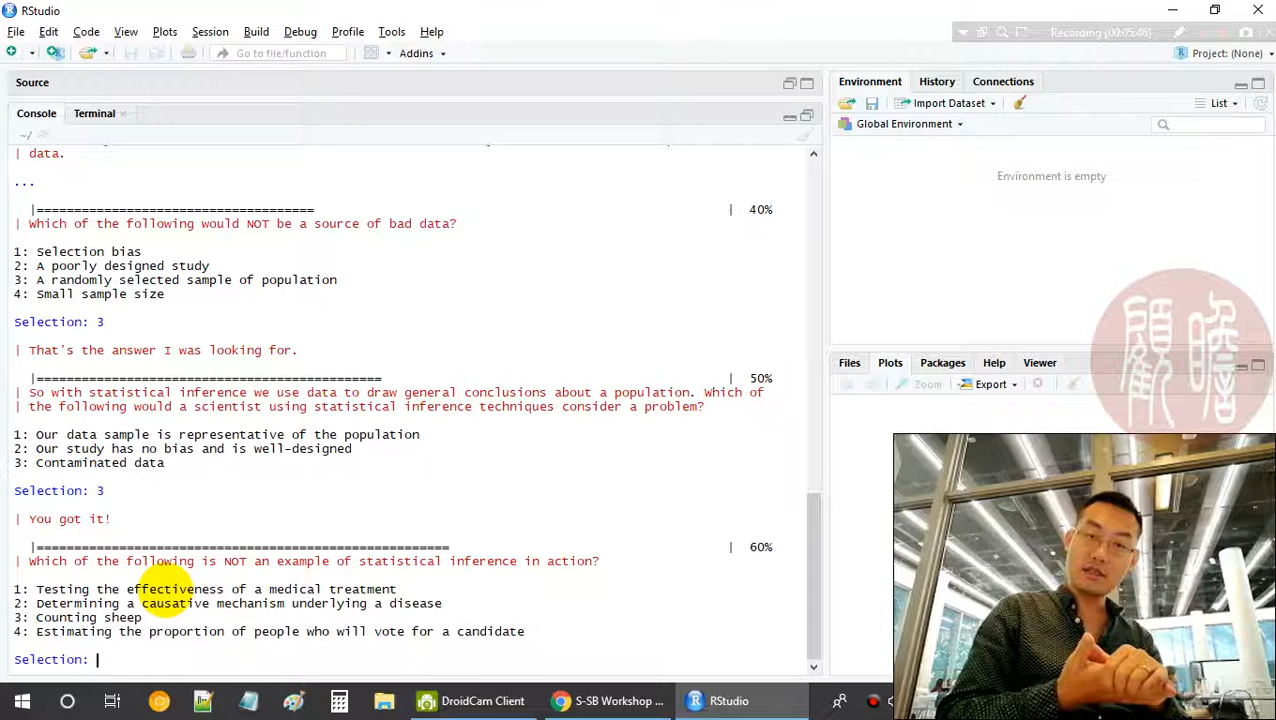 RStudio
File Edit Code View Plots Session Build Debug Profile Tools Help
Recording [00:05:46]
Go to file/function
Addins
Project: (None)
Source
Console Terminal
~/
Environment History Connections
Import Dataset
List
Global Environment
Environment is empty
| data.
...
|===================================== | 40%
| Which of the following would NOT be a source of bad data?
1: Selection bias
2: A poorly designed study
3: A randomly selected sample of population
4: Small sample size
Selection: 3
| That's the answer I was looking for.
|============================================== | 50%
| So with statistical inference we use data to draw general conclusions about a population. Which of
| the following would a scientist using statistical inference techniques consider a problem?
1: Our data sample is representative of the population
2: Our study has no bias and is well-designed
3: Contaminated data
Selection: 3
| You got it!
|======================================================= | 60%
| Which of the following is NOT an example of statistical inference in action?
1: Testing the effectiveness of a medical treatment
2: Determining a causative mechanism underlying a disease
3: Counting sheep
4: Estimating the proportion of people who will vote for a candidate
Selection:
Files Plots Packages Help Viewer
Zoom Export
DroidCam Client
S-SB Workshop ...
RStudio